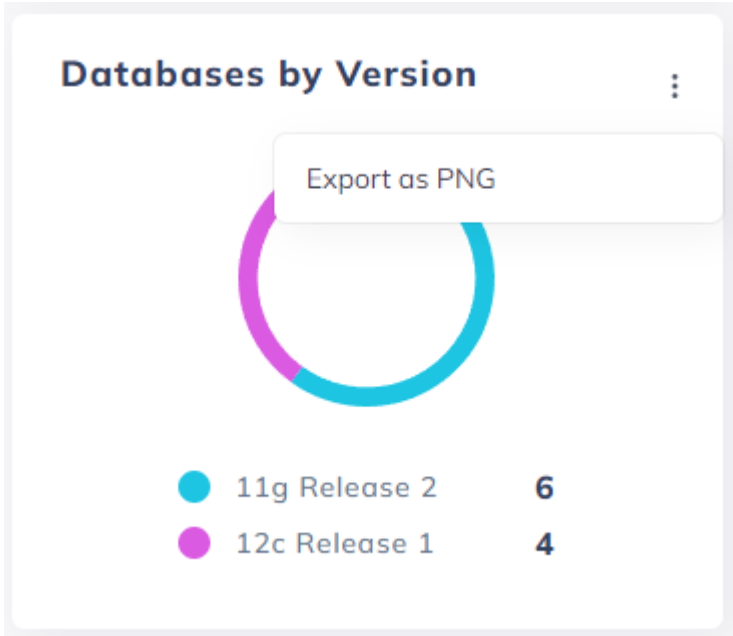 Databases by Version
Export as PNG
11g Release 2 6
12c Release 1 4